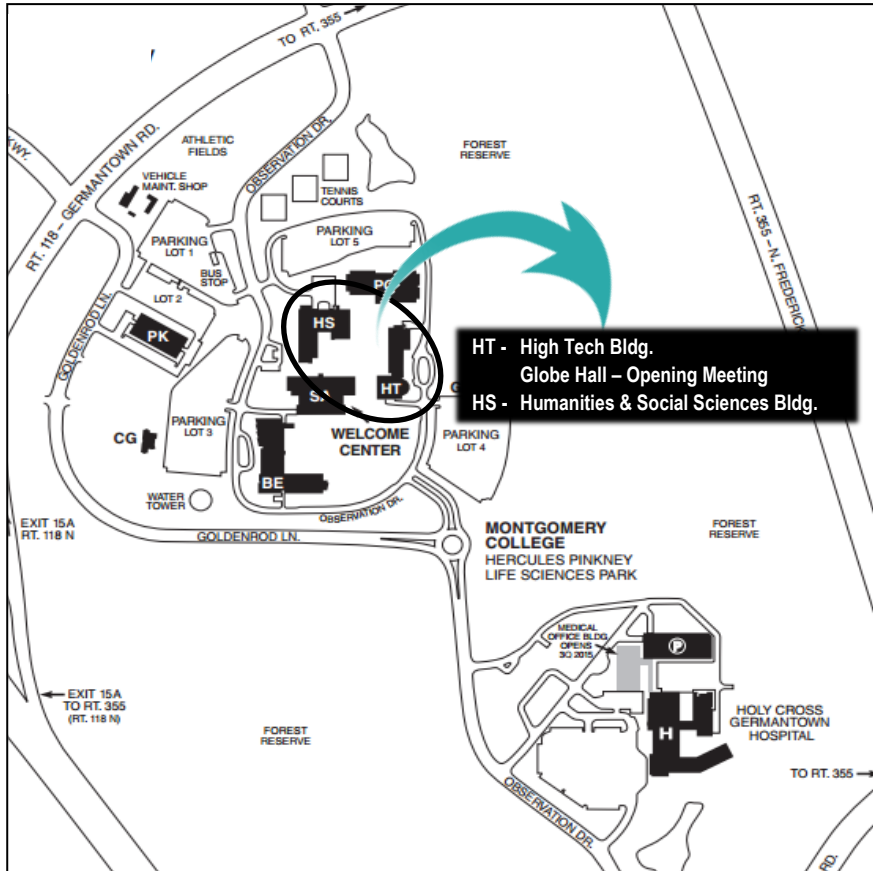 TO RT. 355
KWY.
RT. 118 – GERMANTOWN RD.
ATHLETIC
FIELDS
OBSERVATION DR.
FOREST
RESERVE
VEHICLE
MAINT. SHOP
TENNIS
COURTS
RT. 355 – N. FREDERICK
PARKING
LOT 1
PARKING
LOT 5
BUS
STOP
LOT 2
GOLDENROD LN.
PK
HS
HT - High Tech Bldg.
Globe Hall – Opening Meeting
HS - Humanities & Social Sciences Bldg.
SA
HT
PARKING
LOT 3
CG
WELCOME
CENTER
PARKING
LOT 4
BE
WATER
TOWER
OBSERVATION DR.
EXIT 15A
RT. 118 N
GOLDENROD LN.
MONTGOMERY
COLLEGE
HERCULES PINKNEY
LIFE SCIENCES PARK
FOREST
RESERVE
MEDICAL
OFFICE BLDG
OPENS
3Q 2015
P
EXIT 15A
TO RT. 355
(RT. 118 N)
FOREST
RESERVE
H
HOLY CROSS
GERMANTOWN
HOSPITAL
TO RT. 355
OBSERVATION DR.
RD.